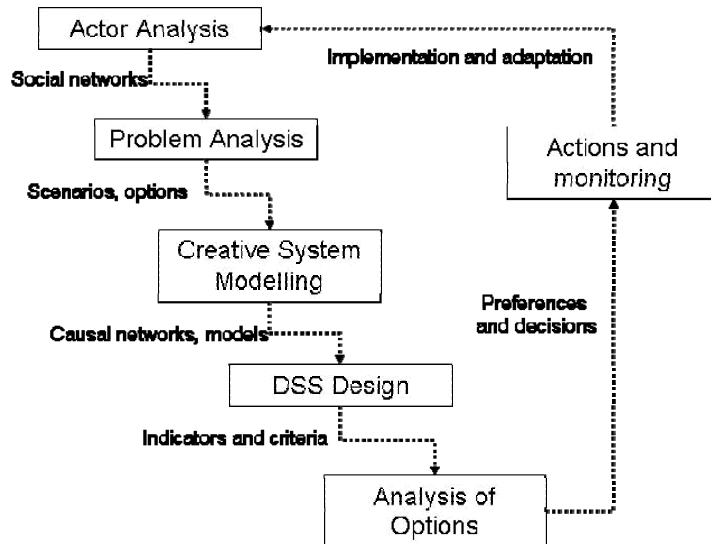 Actor Analysis
Implementation and adaptation
Social networks
Problem Analysis
Actions and
monitoring
Scenarios, options
Creative System
Modelling
Preferences
and decisions
Causal networks, models
DSS Design
Indicators and criteria
Analysis of
Options